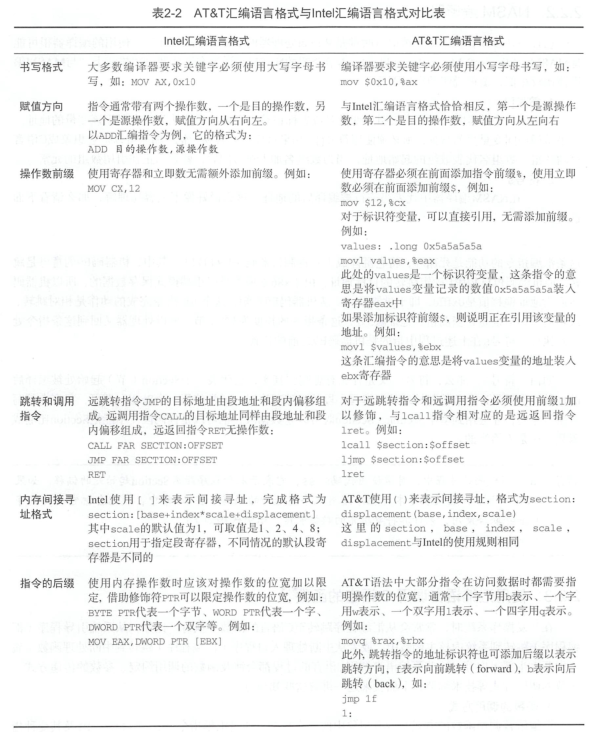 表2-2 AT&T汇编语言格式与Intel汇编语言格式对比表
Intel汇编语言格式
AT&T汇编语言格式
书写格式
大多数编译器要求关键字必须使用大写字母书
写，如：MOV AX,0x10
编译器要求关键字必须使用小写字母书写，如：
mov $0x10,%ax
赋值方向
指令通常带有两个操作数，一个是目的操作数，另
一个是源操作数，赋值方向从右向左。
以ADD汇编指令为例，它的格式为：
ADD 目的操作数,源操作数
与Intel汇编语言格式恰恰相反，第一个是源操作
数，第二个是目的操作数，赋值方向从左向右
操作数前缀
使用寄存器和立即数无需额外添加前缀。例如：
MOV CX,12
使用寄存器必须在前面添加指令前缀%，使用立即
数必须在前面添加前缀$，例如：
mov $12,%cx
对于标识符变量，可以直接引用，无需添加前缀。
例如：
values: .long 0x5a5a5a5a
movl values,%eax
此处的values是一个标识符变量，这条指令的意
思是将values变量记录的数值0x5a5a5a5a装入
寄存器eax中
如果添加标识符前缀$，则说明正在引用该变量的
地址。例如：
movl $values,%ebx
这条汇编指令的意思是将values变量的地址装入
ebx寄存器
跳转和调用
指令
远跳转指令JMP的目标地址由段地址和段内偏移组
成，远调用指令CALL的目标地址同样由段地址和段
内偏移组成，远返回指令RET无操作数：
CALL FAR SECTION:OFFSET
JMP FAR SECTION:OFFSET
RET
对于远跳转指令和远调用指令必须使用前缀l加
以修饰，与lcall指令相对应的是远返回指令
lret。例如：
lcall $section:$offset
ljmp $section:$offset
lret
内存间接寻
址格式
Intel使用[ ]来表示间接寻址，完成格式为
section:[base+index*scale+displacement]
其中scale的默认值为1，可取值是1、2、4、8；
section用于指定段寄存器，不同情况的默认段寄
存器是不同的
AT&T使用( )来表示间接寻址，格式为section:
displacement(base,index,scale)
这里的section，base，index，scale，
displacement与Intel的使用规则相同
指令的后缀
使用内存操作数时应该对操作数的位宽加以限
定，借助修饰符PTR可以限定操作数的位宽，例如：
BYTE PTR代表一个字节、WORD PTR代表一个字、
DWORD PTR代表一个双字等。例如：
MOV EAX,DWORD PTR [EBX]
AT&T语法中大部分指令在访问数据时都需要指
明操作数的位宽，通常一个字节用b表示、一个字
用w表示、一个双字用l表示、一个四字用q表示。
例如：
movq %rax,%rbx
此外，跳转指令的地址标识符也可添加后缀以表示
跳转方向，f表示向前跳转（forward），b表示向后
跳转（back），如：
jmp 1f
1: